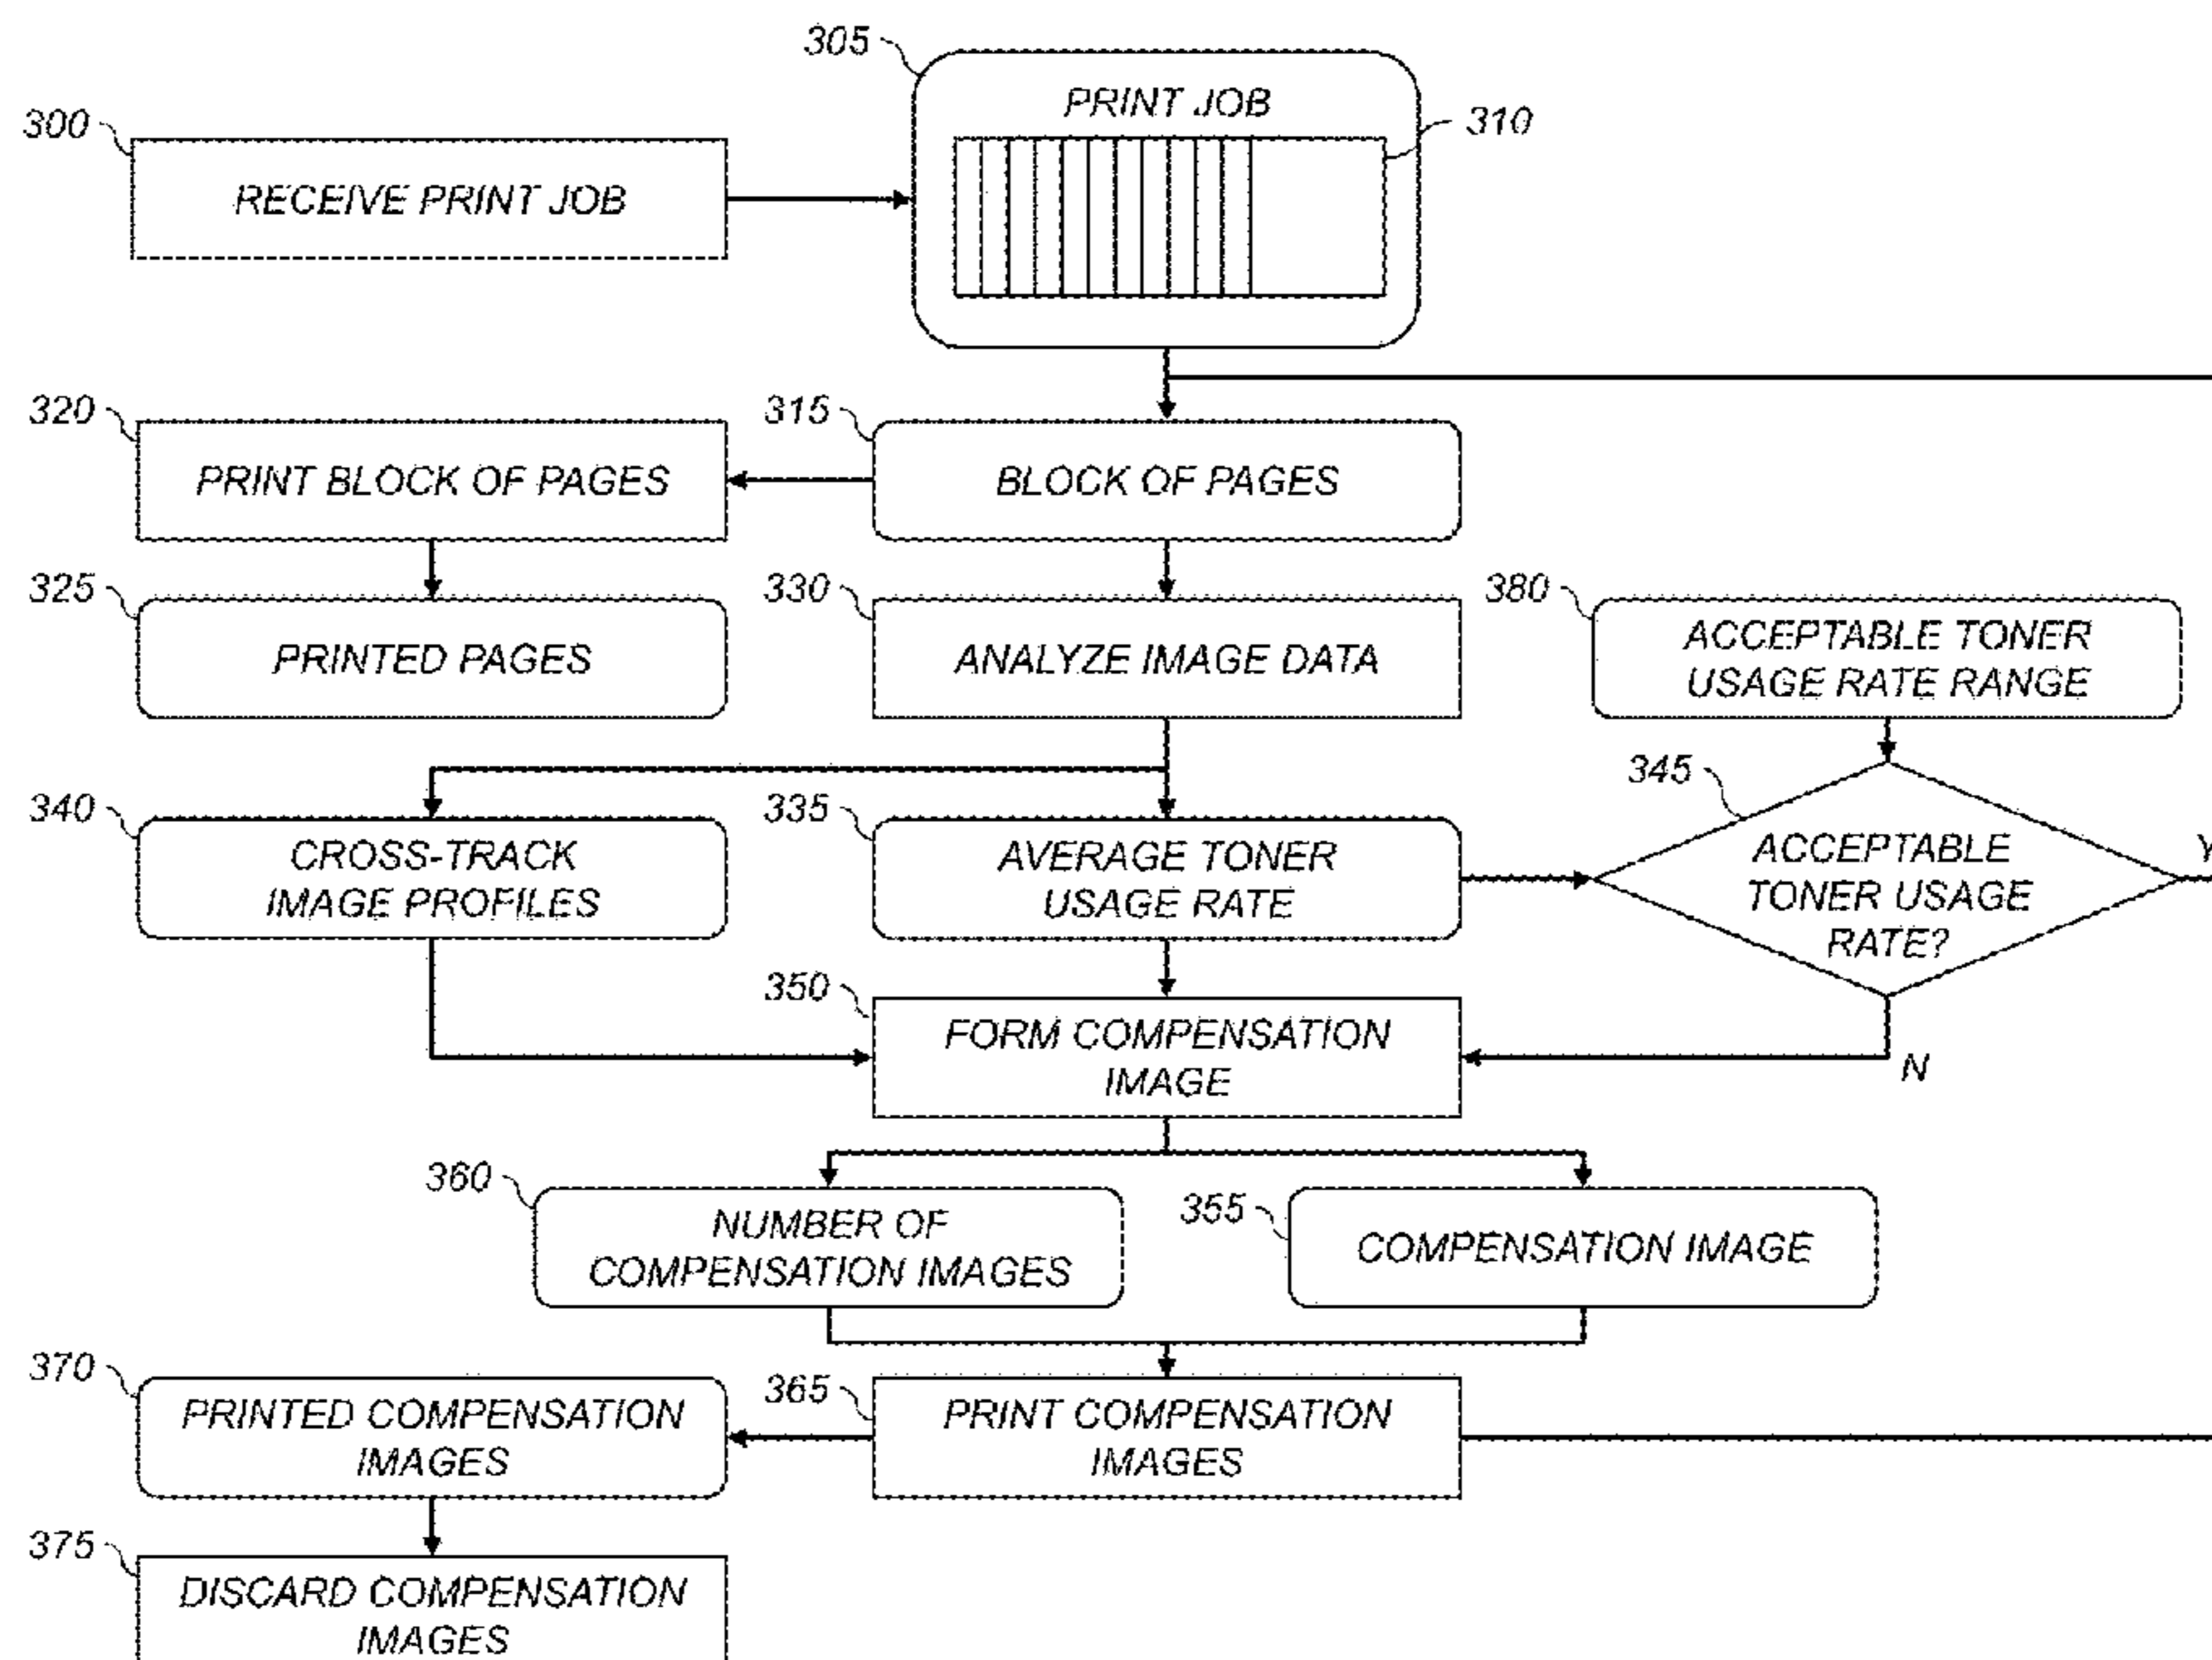 305
PRINT JOB
310
300
RECEIVE PRINT JOB
320
PRINT BLOCK OF PAGES
315
BLOCK OF PAGES
325
PRINTED PAGES
330
ANALYZE IMAGE DATA
380
ACCEPTABLE TONER
USAGE RATE RANGE
340
CROSS-TRACK
IMAGE PROFILES
335
AVERAGE TONER
USAGE RATE
345
ACCEPTABLE
TONER USAGE
RATE?
Y
350
FORM COMPENSATION
IMAGE
N
360
NUMBER OF
COMPENSATION IMAGES
355
COMPENSATION IMAGE
370
PRINTED COMPENSATION
IMAGES
365
PRINT COMPENSATION
IMAGES
375
DISCARD COMPENSATION
IMAGES